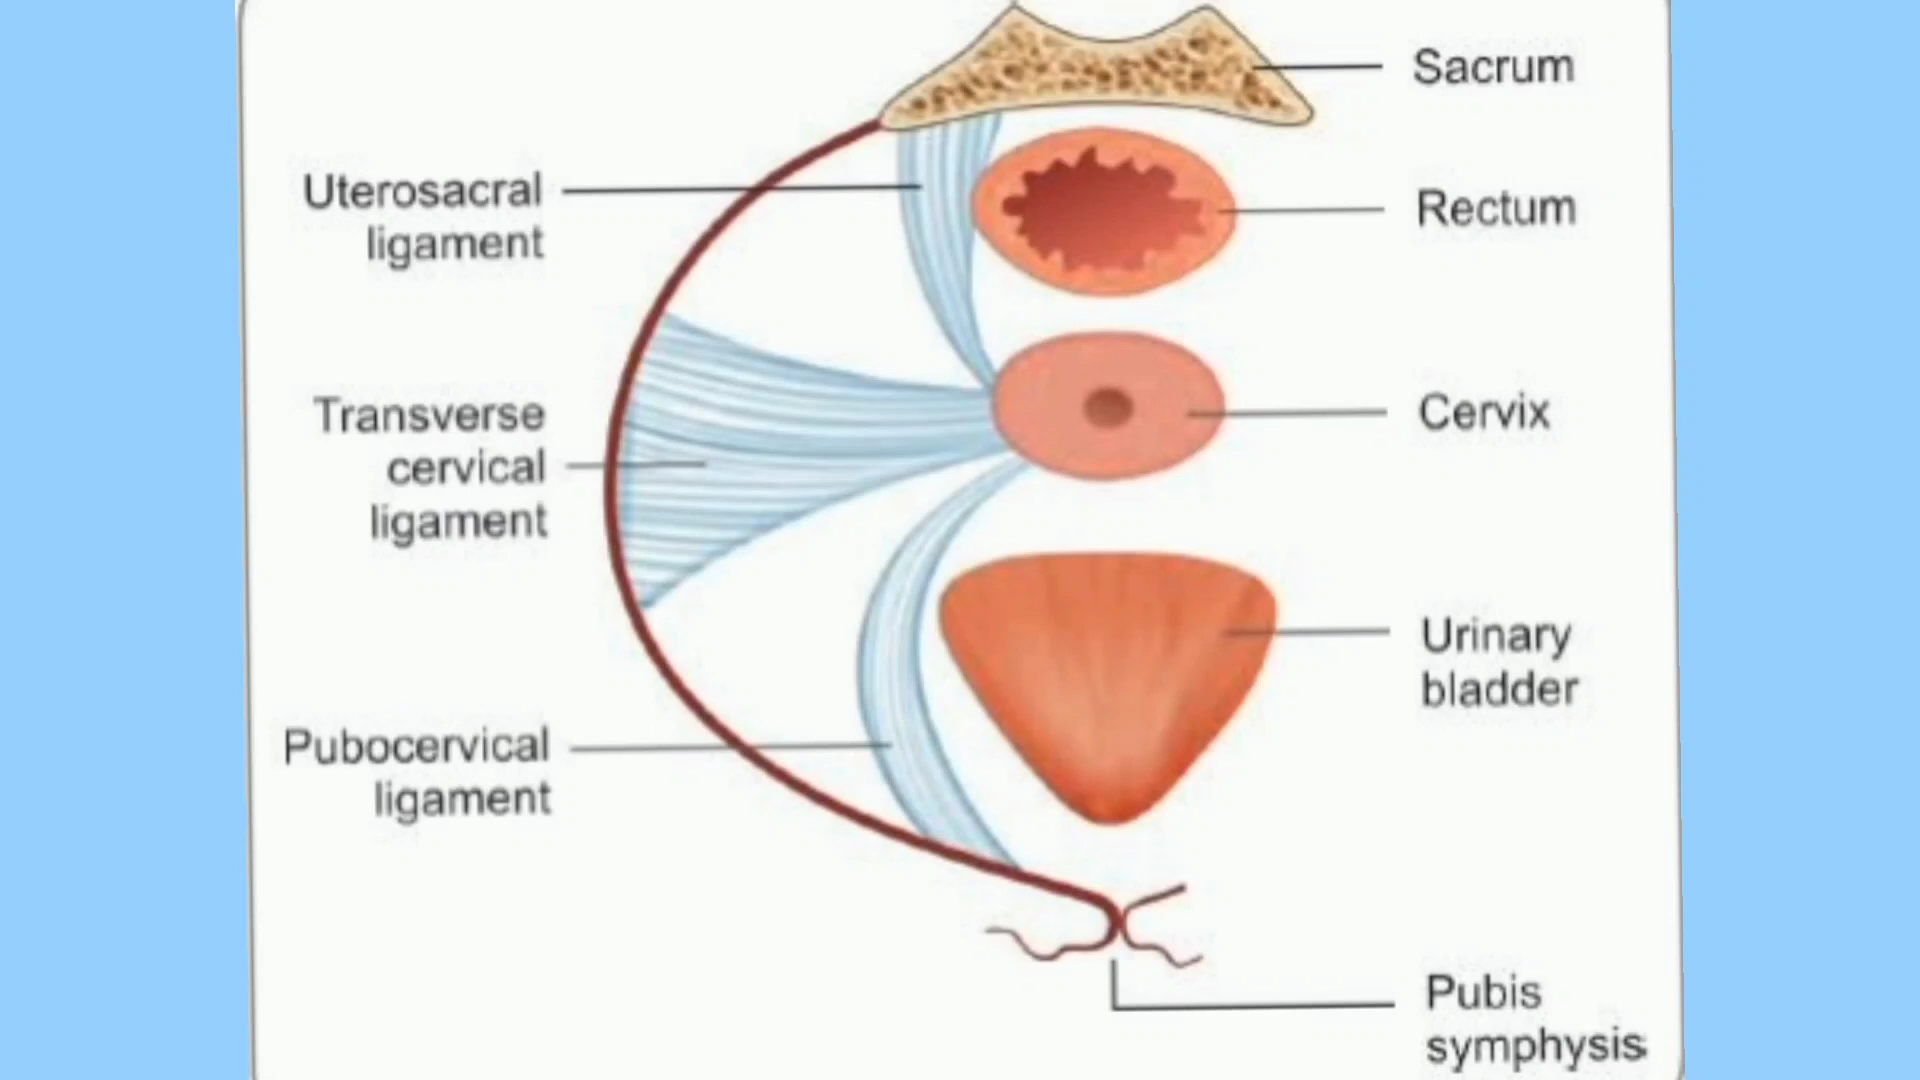 Sacrum
Uterosacral
ligament
Rectum
Transverse
cervical
ligament
Cervix
Urinary
bladder
Pubocervical
ligament
Pubis
symphysis